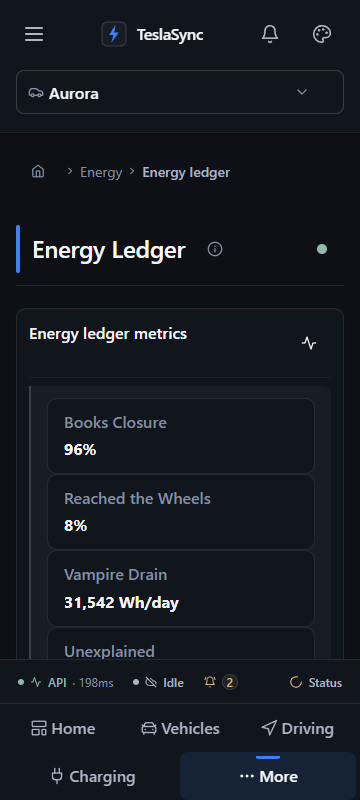 TeslaSync
Aurora
Energy
Energy ledger
Energy Ledger
Energy ledger metrics
Books Closure
96%
Reached the Wheels
8%
Vampire Drain
31,542 Wh/day
Unexplained
API · 198ms
Idle
2
Status
Home
Vehicles
Driving
Charging
More